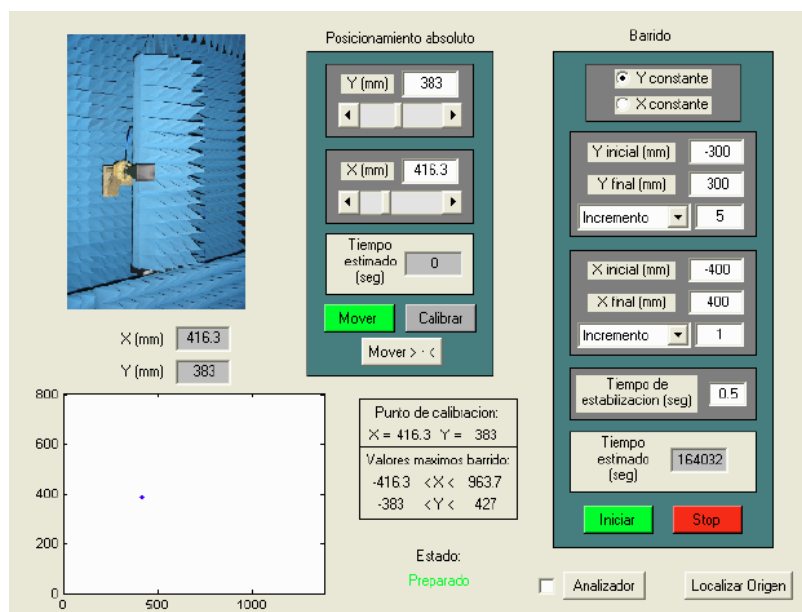 Posicionamiento absoluto
Y (mm) 383
X (mm) 416.3
Tiempo
estimado
(seg)
0
Mover Calibrar
Mover > · <
X (mm) 416.3
Y (mm) 383
800
600
400
200
0
0 500 1000
Punto de calibracion:
X = 416.3 Y = 383
Valores maximos barrido:
-416.3 < X < 963.7
-383 < Y < 427
Estado:
Preparado
Barrido
Y constante
X constante
Y inicial (mm) -300
Y final (mm) 300
Incremento 5
X inicial (mm) -400
X final (mm) 400
Incremento 1
Tiempo de
estabilizacion (seg)
0.5
Tiempo
estimado
(seg)
164032
Iniciar Stop
Analizador Localizar Origen